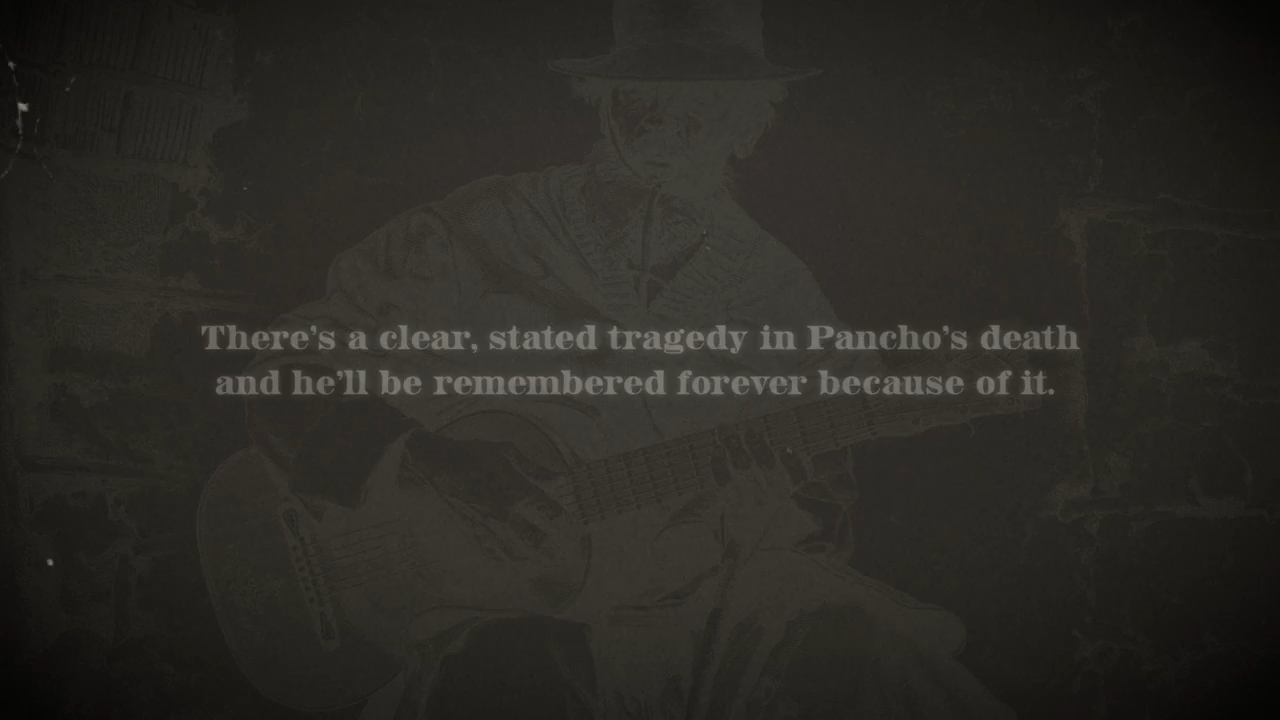 There’s a clear, stated tragedy in Pancho’s death
and he’ll be remembered forever because of it.